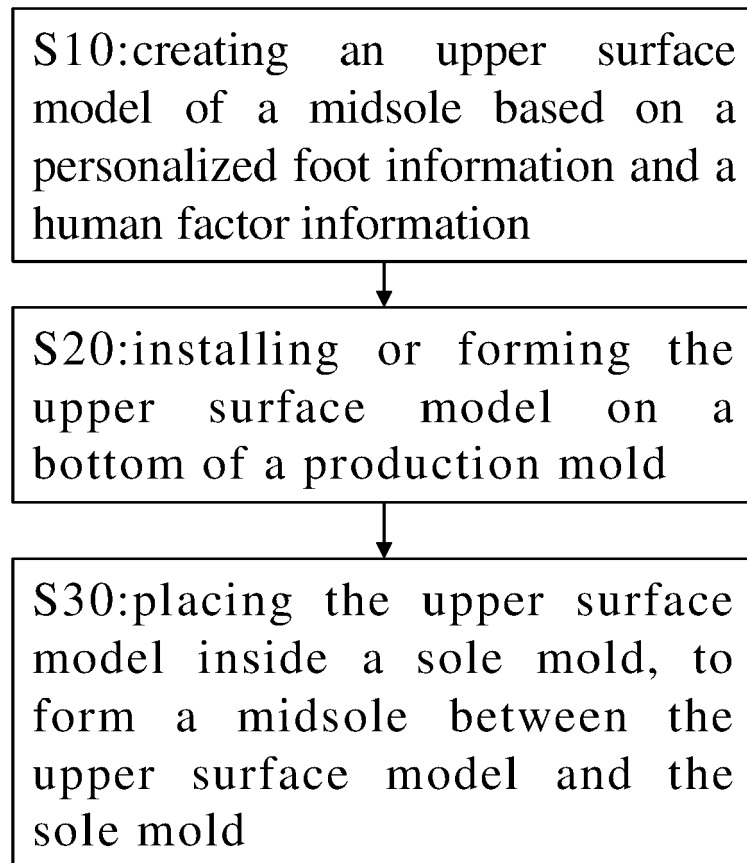 S10:creating an upper surface
model of a midsole based on a
personalized foot information and a
human factor information
S20:installing or forming the
upper surface model on a
bottom of a production mold
S30:placing the upper surface
model inside a sole mold, to
form a midsole between the
upper surface model and the
sole mold